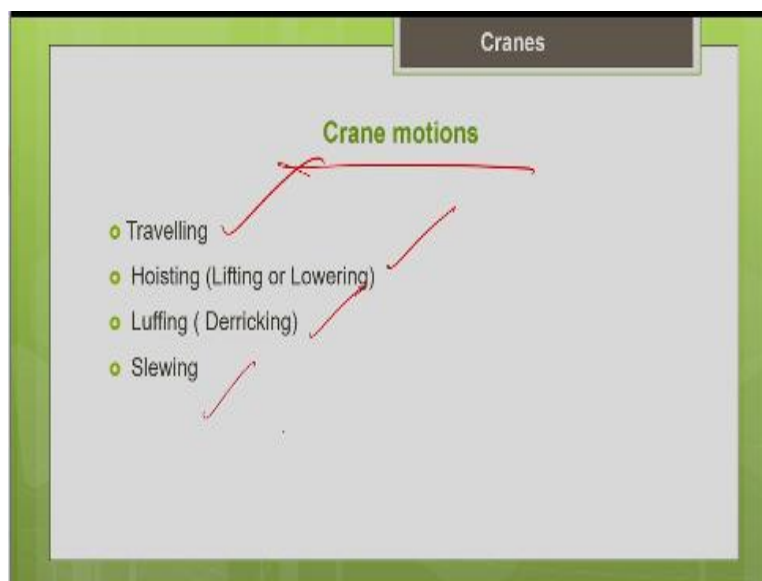 Cranes
Crane motions
Travelling
Hoisting (Lifting or Lowering)
Luffing ( Derricking)
Slewing